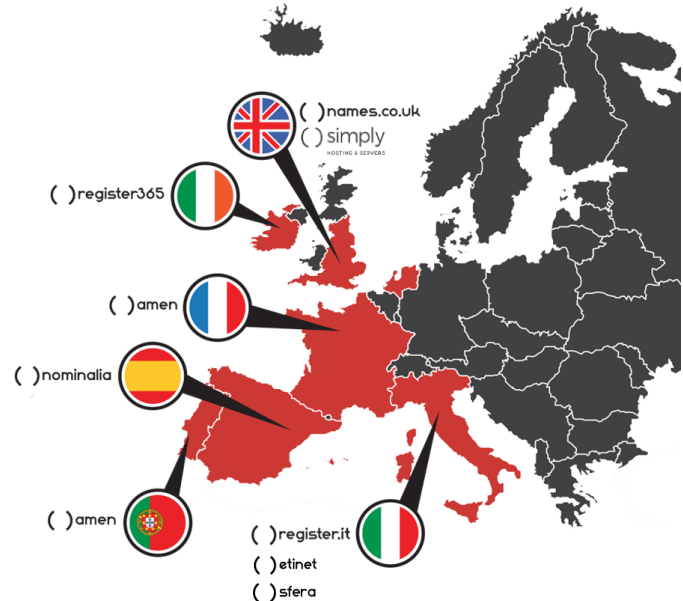 ( )names.co.uk
( )simply
HOSTING & SERVERS
( )register365
( )amen
( )nominalia
( )amen
( )register.it
( )etinet
( )sfera